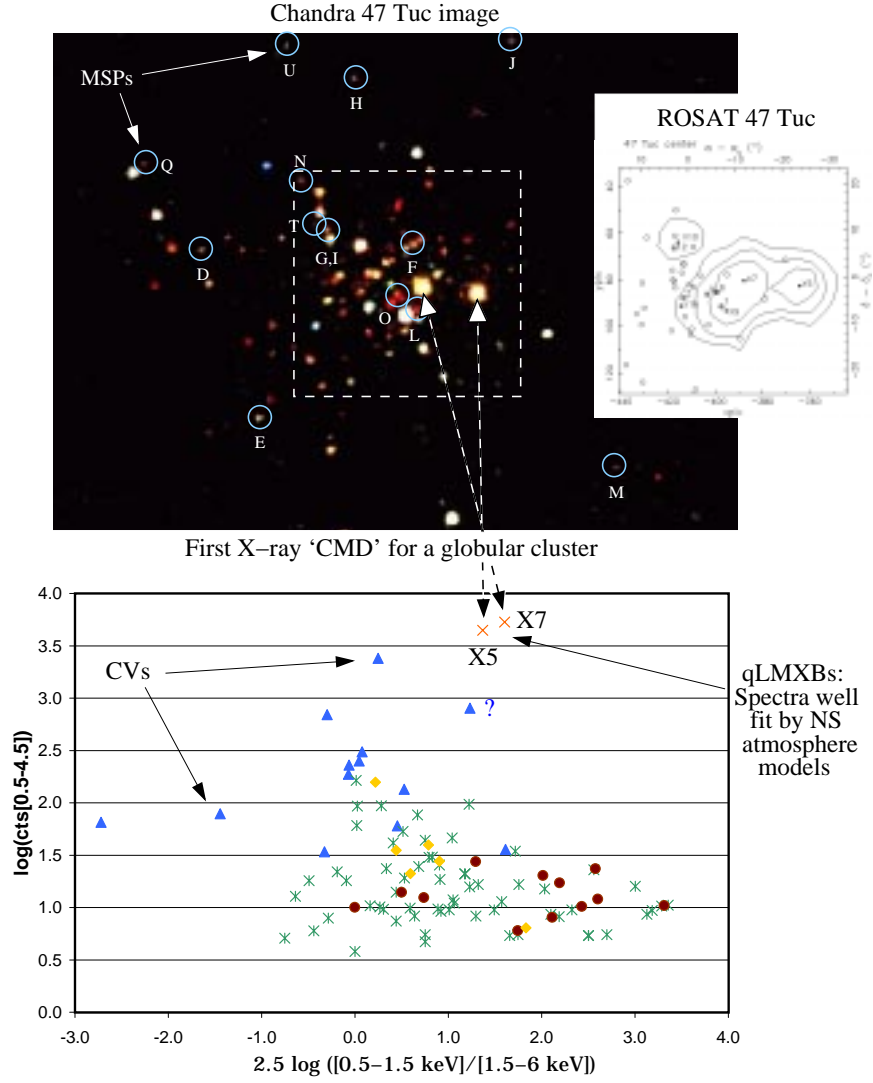 Chandra 47 Tuc image
MSPs
U
J
H
ROSAT 47 Tuc
47 Tuc center
Q
N
T
G,I
D
F
O
L
E
M
First X–ray ‘CMD’ for a globular cluster
4.0
3.5
3.0
2.5
2.0
1.5
1.0
0.5
0.0
log(cts[0.5-4.5])
CVs
X7
X5
?
qLMXBs:
Spectra well
fit by NS
atmosphere
models
-3.0 -2.0 -1.0 0.0 1.0 2.0 3.0 4.0
2.5 log ([0.5–1.5 keV]/[1.5–6 keV])